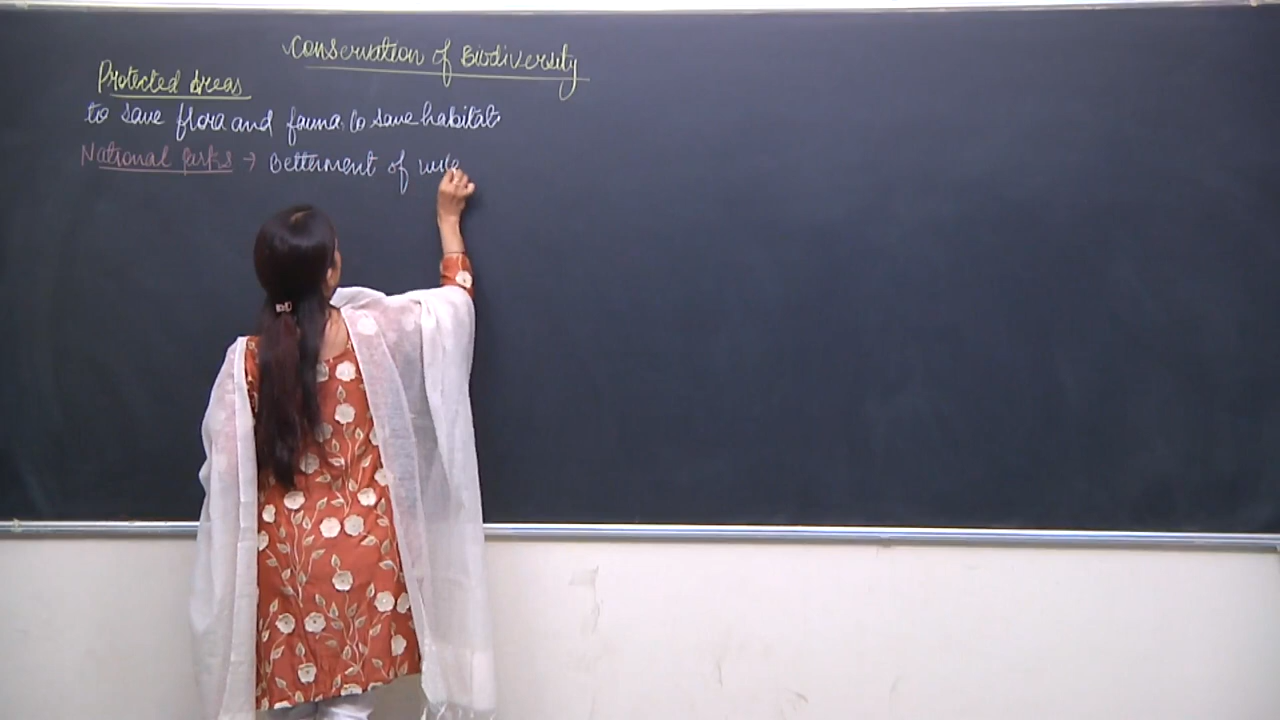 Conservation of Biodiversity
Protected Areas
to save flora and fauna, to save habitat
National parks → Betterment of